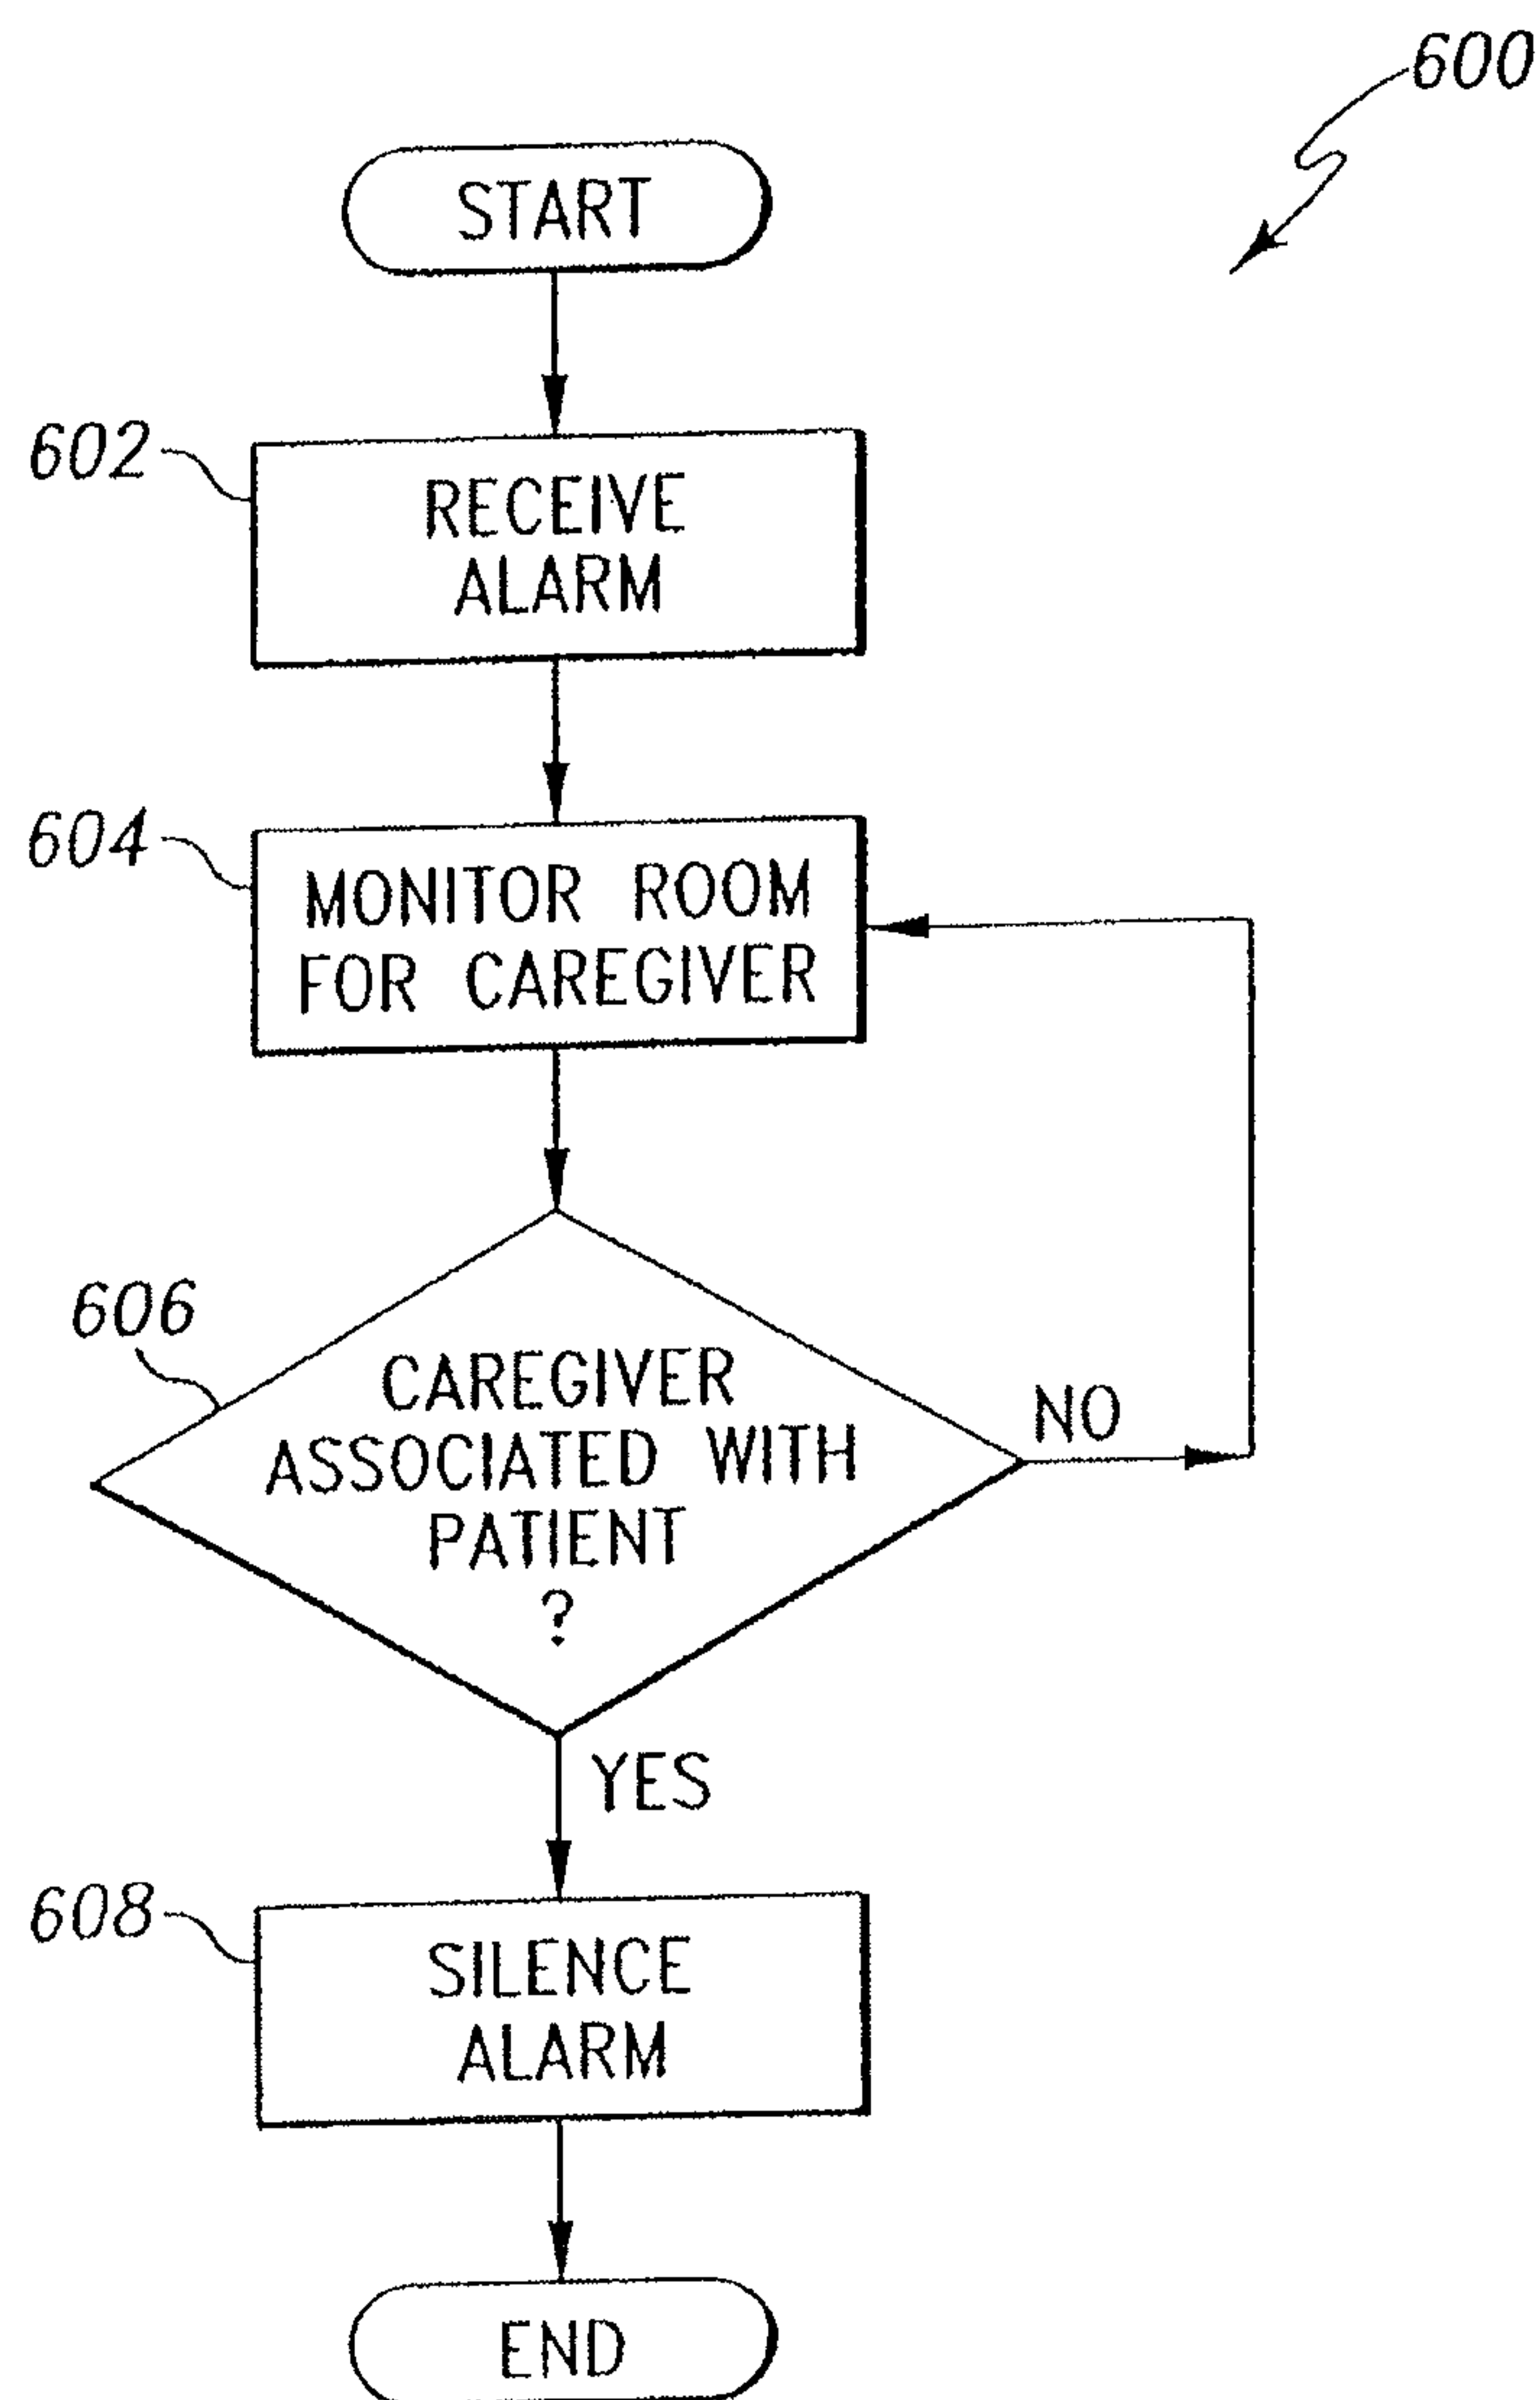 600
START
602
RECEIVE
ALARM
604
MONITOR ROOM
FOR CAREGIVER
606
CAREGIVER
ASSOCIATED WITH
PATIENT
?
NO
YES
608
SILENCE
ALARM
END